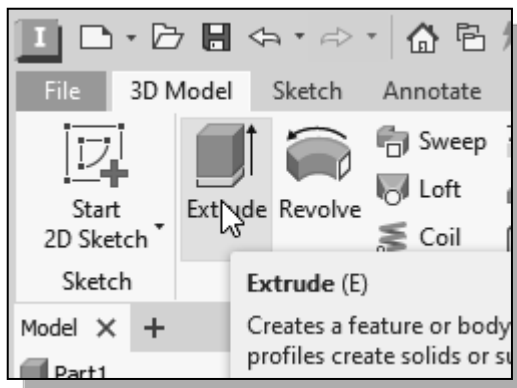 I
File 3D Model Sketch Annotate
Start
2D Sketch
Extrude
Revolve
Sweep
Loft
Coil
Sketch
Extrude (E)
Creates a feature or body
profiles create solids or
Model × +
Part1